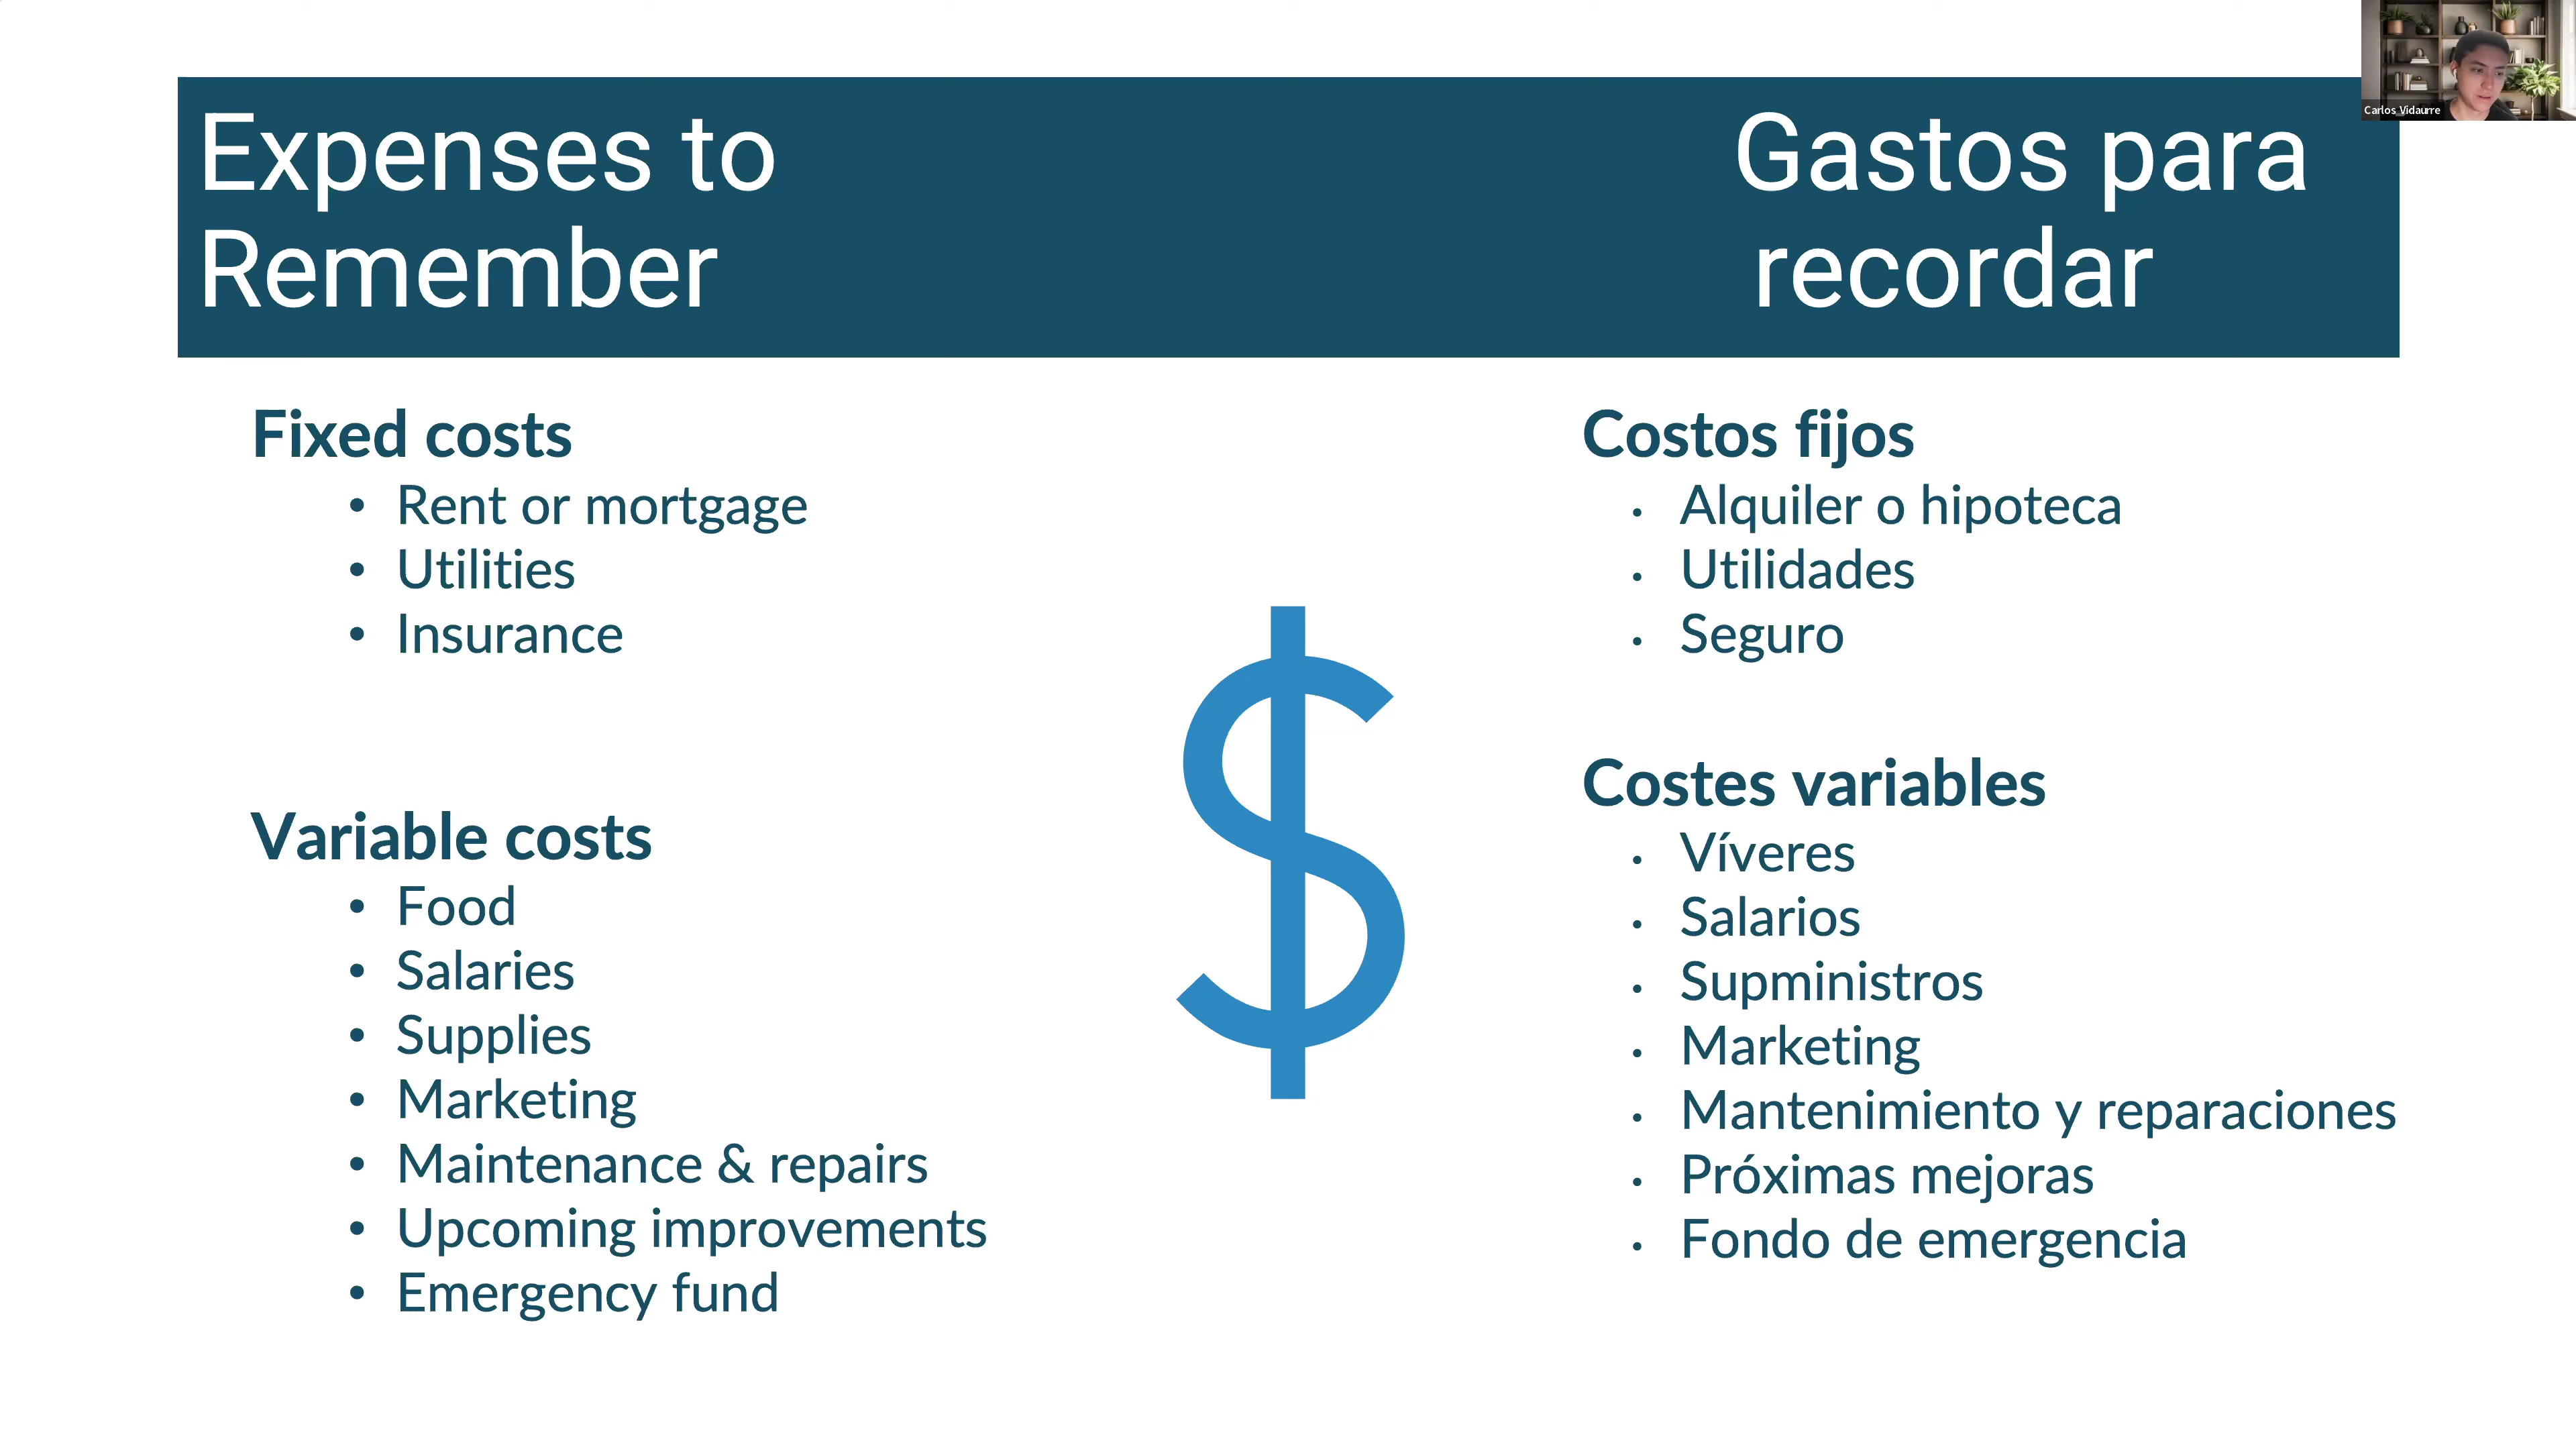 Expenses to
Remember
Gastos para
recordar
Carlos Vidaurre
Fixed costs
• Rent or mortgage
• Utilities
• Insurance
Variable costs
• Food
• Salaries
• Supplies
• Marketing
• Maintenance & repairs
• Upcoming improvements
• Emergency fund
$
Costos fijos
• Alquiler o hipoteca
• Utilidades
• Seguro
Costes variables
• Víveres
• Salarios
• Supministros
• Marketing
• Mantenimiento y reparaciones
• Próximas mejoras
• Fondo de emergencia